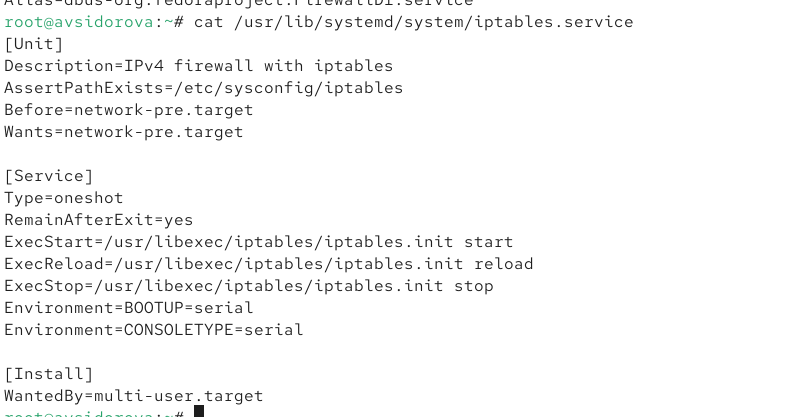 Alias=dbus-org.fedoraproject.FirewallD1.service
root@avsidorova:~# cat /usr/lib/systemd/system/iptables.service
[Unit]
Description=IPv4 firewall with iptables
AssertPathExists=/etc/sysconfig/iptables
Before=network-pre.target
Wants=network-pre.target

[Service]
Type=oneshot
RemainAfterExit=yes
ExecStart=/usr/libexec/iptables/iptables.init start
ExecReload=/usr/libexec/iptables/iptables.init reload
ExecStop=/usr/libexec/iptables/iptables.init stop
Environment=BOOTUP=serial
Environment=CONSOLETYPE=serial

[Install]
WantedBy=multi-user.target
root@avsidorova:~#